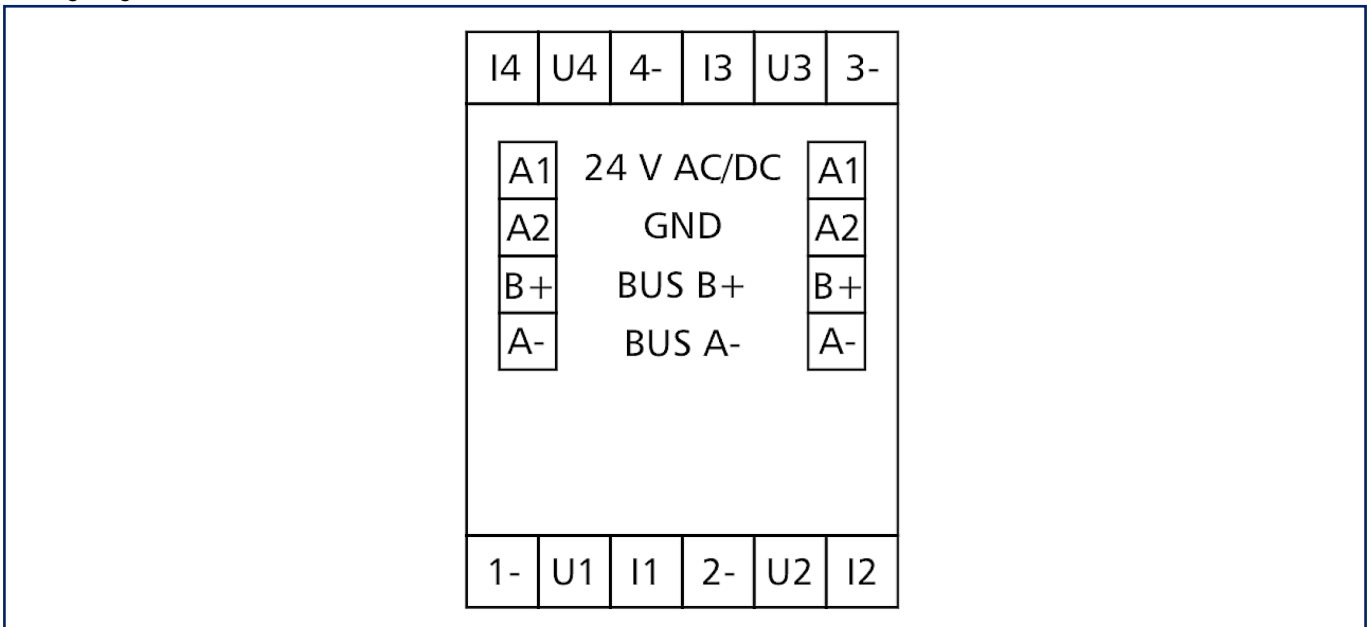 I4 U4 4- I3 U3 3-
A1 24 V AC/DC A1
A2 GND A2
B+ BUS B+ B+
A- BUS A- A-
1- U1 I1 2- U2 I2